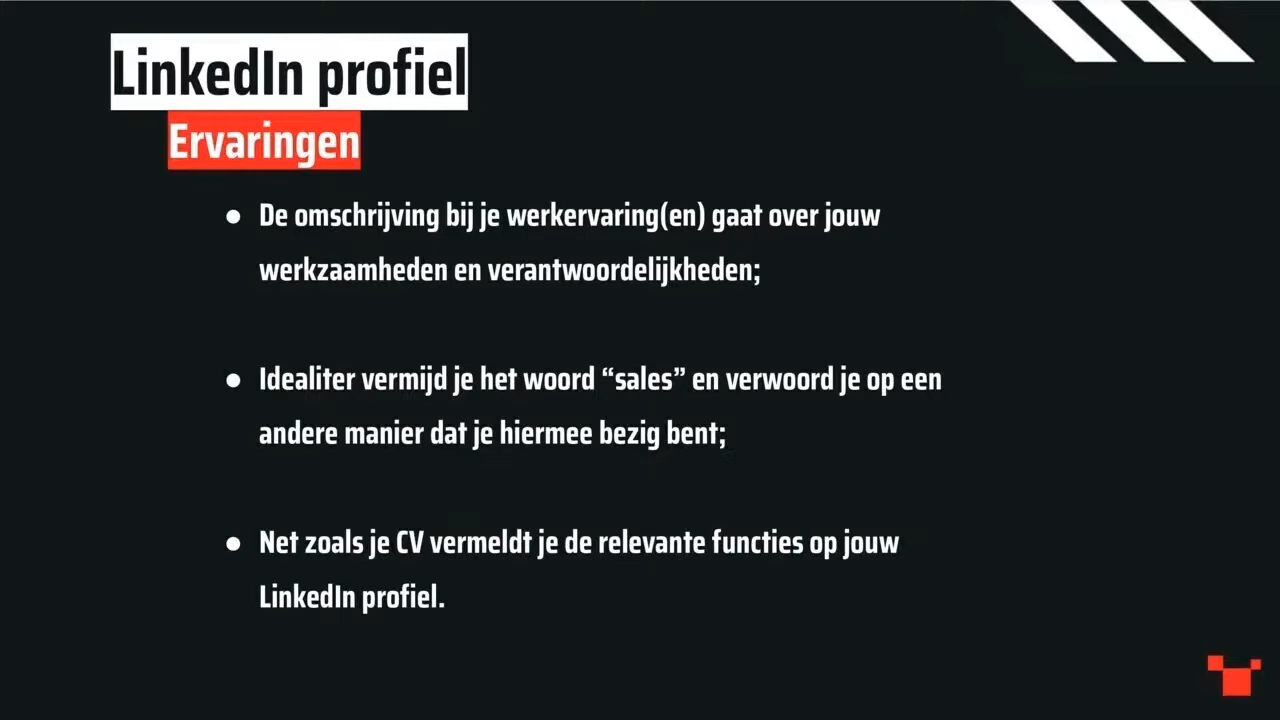 LinkedIn profiel
Ervaringen
● De omschrijving bij je werkervaring(en) gaat over jouw
werkzaamheden en verantwoordelijkheden;
● Idealiter vermijd je het woord “sales” en verwoord je op een
andere manier dat je hiermee bezig bent;
● Net zoals je CV vermeldt je de relevante functies op jouw
LinkedIn profiel.